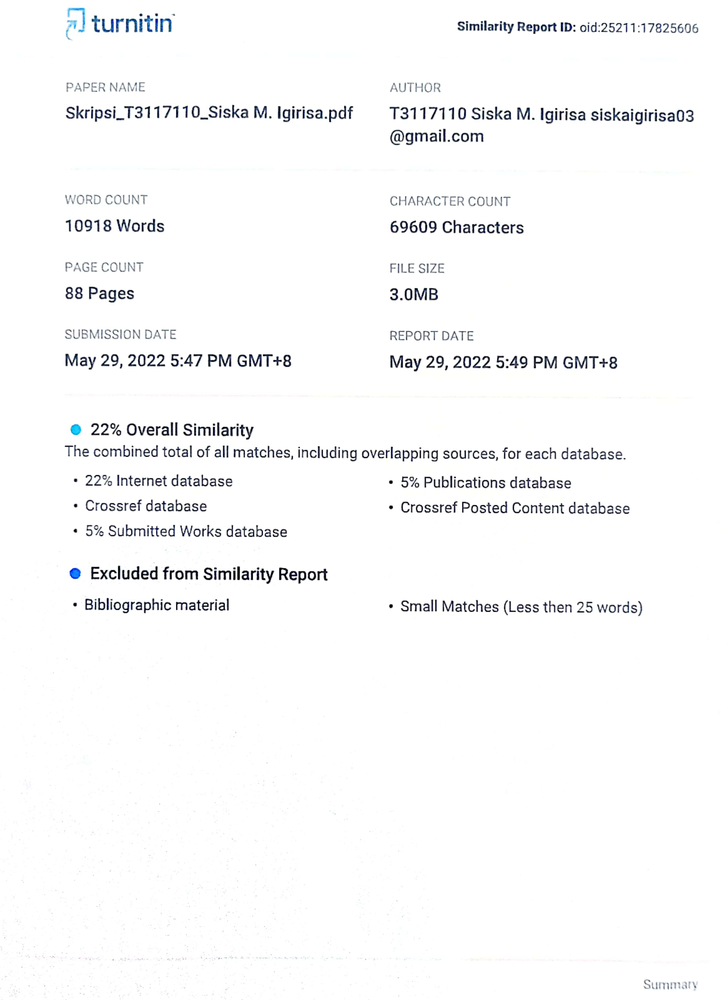 turnitin
Similarity Report ID: oid:25211:17825606
PAPER NAME
Skripsi_T3117110_Siska M. Igirisa.pdf
AUTHOR
T3117110 Siska M. Igirisa siskaigirisa03
@gmail.com
WORD COUNT
10918 Words
CHARACTER COUNT
69609 Characters
PAGE COUNT
88 Pages
FILE SIZE
3.0MB
SUBMISSION DATE
May 29, 2022 5:47 PM GMT+8
REPORT DATE
May 29, 2022 5:49 PM GMT+8
22% Overall Similarity
The combined total of all matches, including overlapping sources, for each database.
• 22% Internet database
• 5% Publications database
• Crossref database
• Crossref Posted Content database
• 5% Submitted Works database
Excluded from Similarity Report
• Bibliographic material
• Small Matches (Less then 25 words)
Summary